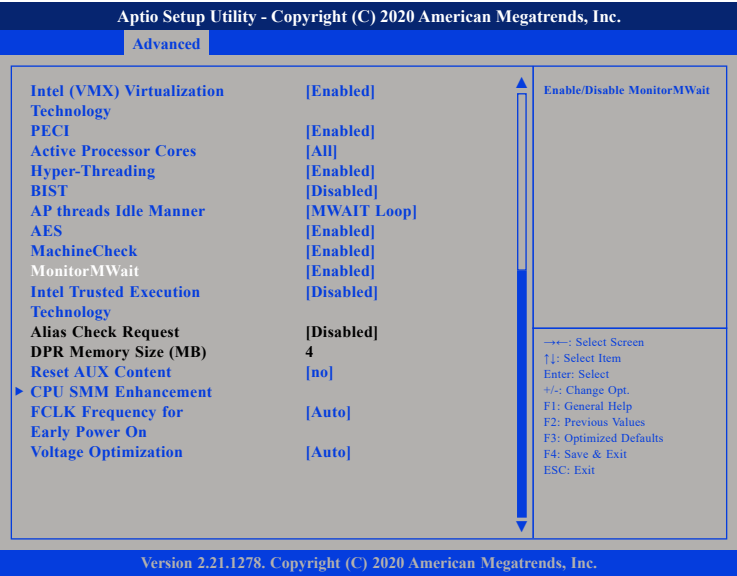 Aptio Setup Utility - Copyright (C) 2020 American Megatrends, Inc.
Advanced
Intel (VMX) Virtualization [Enabled]
Technology
PECI [Enabled]
Active Processor Cores [All]
Hyper-Threading [Enabled]
BIST [Disabled]
AP threads Idle Manner [MWAIT Loop]
AES [Enabled]
MachineCheck [Enabled]
MonitorMWait [Enabled]
Intel Trusted Execution [Disabled]
Technology
Alias Check Request [Disabled]
DPR Memory Size (MB) 4
Reset AUX Content [no]
CPU SMM Enhancement
FCLK Frequency for [Auto]
Early Power On
Voltage Optimization [Auto]
Enable/Disable MonitorMWait
→←: Select Screen
↑↓: Select Item
Enter: Select
+/-: Change Opt.
F1: General Help
F2: Previous Values
F3: Optimized Defaults
F4: Save & Exit
ESC: Exit
Version 2.21.1278. Copyright (C) 2020 American Megatrends, Inc.